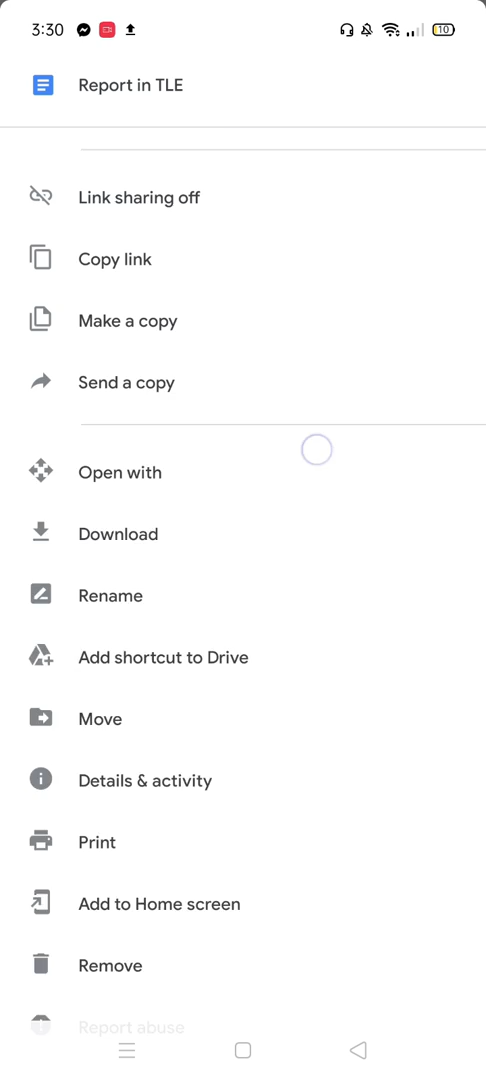 3:30
10
Report in TLE
Link sharing off
Copy link
Make a copy
Send a copy
Open with
Download
Rename
Add shortcut to Drive
Move
Details & activity
Print
Add to Home screen
Remove
Report abuse